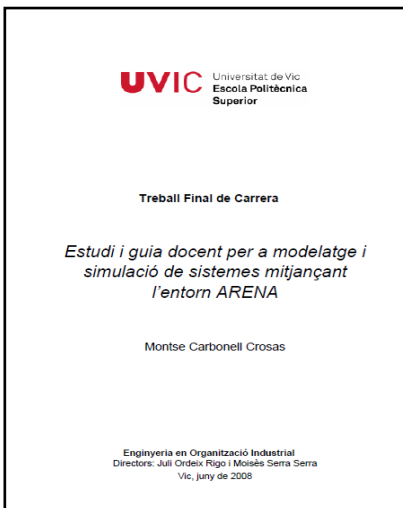 UVIC
Universitat de Vic
Escola Politècnica
Superior
Treball Final de Carrera
Estudi i guia docent per a modelatge i
simulació de sistemes mitjançant
l'entorn ARENA
Montse Carbonell Crosas
Enginyeria en Organització Industrial
Directors: Juli Ordeix Rigo i Moisès Serra Serra
Vic, juny de 2008